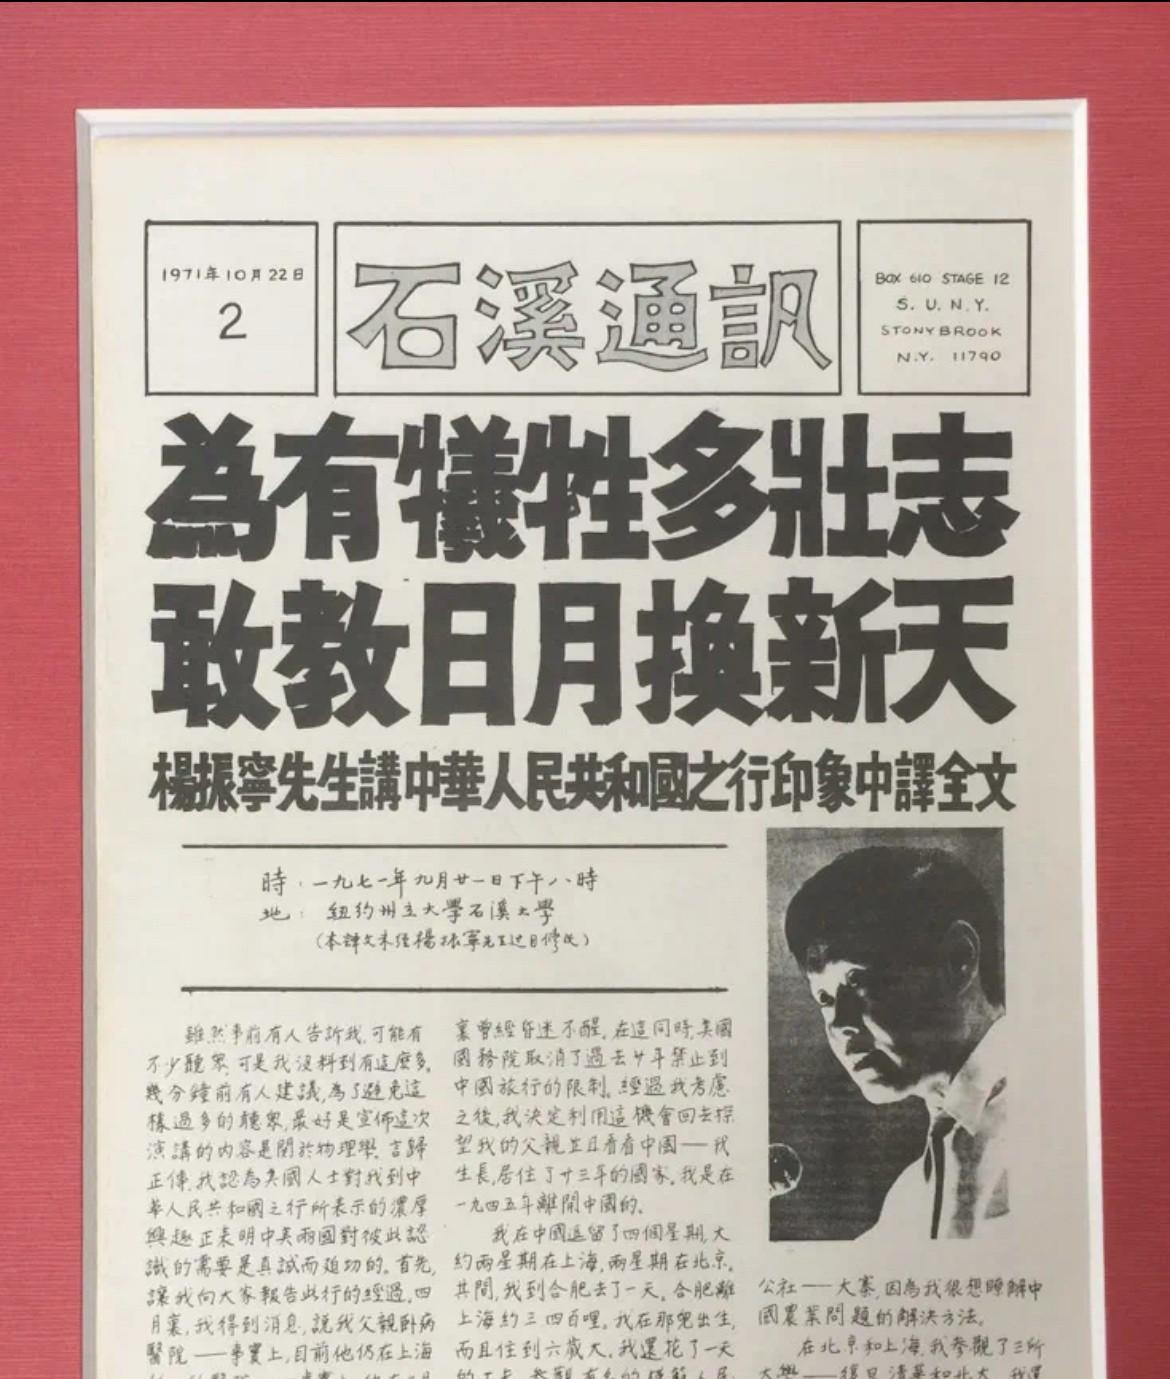 1971年10月22日
2
石溪通訊
BOX 610 STAGE 12
S. U. N. Y.
STONYBROOK
N.Y. 11790
為有犧牲多壯志
敢教日月換新天
楊振寧先生講中華人民共和國之行印象中譯全文
時:一九七一年九月廿一日下午八時
地: 紐約州立大學石溪大學
(本譯文未經楊振寧先生過目修改)
雖然事前有人告訴我,可能有
不少聽眾,可是我沒料到有這麼多。
幾分鐘前有人建議,為了避免這
樣過多的聽眾,最好是宣佈這次
演講的內容是關於物理學。言歸
正傳,我認為美國人士對我到中
華人民共和國之行所表示的濃厚
興趣正表明中美兩國對彼此認
識的需要是真誠而迫切的。首先,
讓我向大家報告此行的經過。四
月裏,我得到消息,說我父親卧病
醫院——事實上,目前他仍在上海
裏曾經昏迷不醒。在這同時,美國
國務院取消了過去廿年禁止到
中國旅行的限制。經過我考慮
之後,我決定利用這機會回去探
望我的父親並且看看中國——我
生長,居住了廿三年的國家。我是在
一九四五年離開中國的。
我在中國逗留了四個星期,大
約兩星期在上海,兩星期在北京。
其間,我到合肥去了一天。合肥離
上海約三四百哩。我在那兒出生,
而且住到六歲大。我還花了一天
公社——大寨,因為我很想瞭解中
國農業問題的解決方法。
在北京和上海,我參觀了三所
大學——復旦,清華和北大。我還